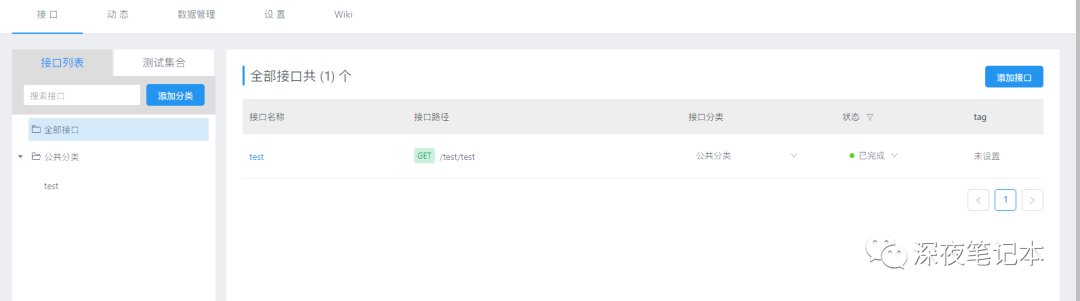 接 口 动 态 数据管理 设 置 Wiki
接口列表 测试集合
搜索接口 添加分类
全部接口
公共分类
test
全部接口共 (1) 个 添加接口
接口名称 接口路径 接口分类 状态 tag
test GET /test/test 公共分类 已完成 未设置
1
深夜笔记本